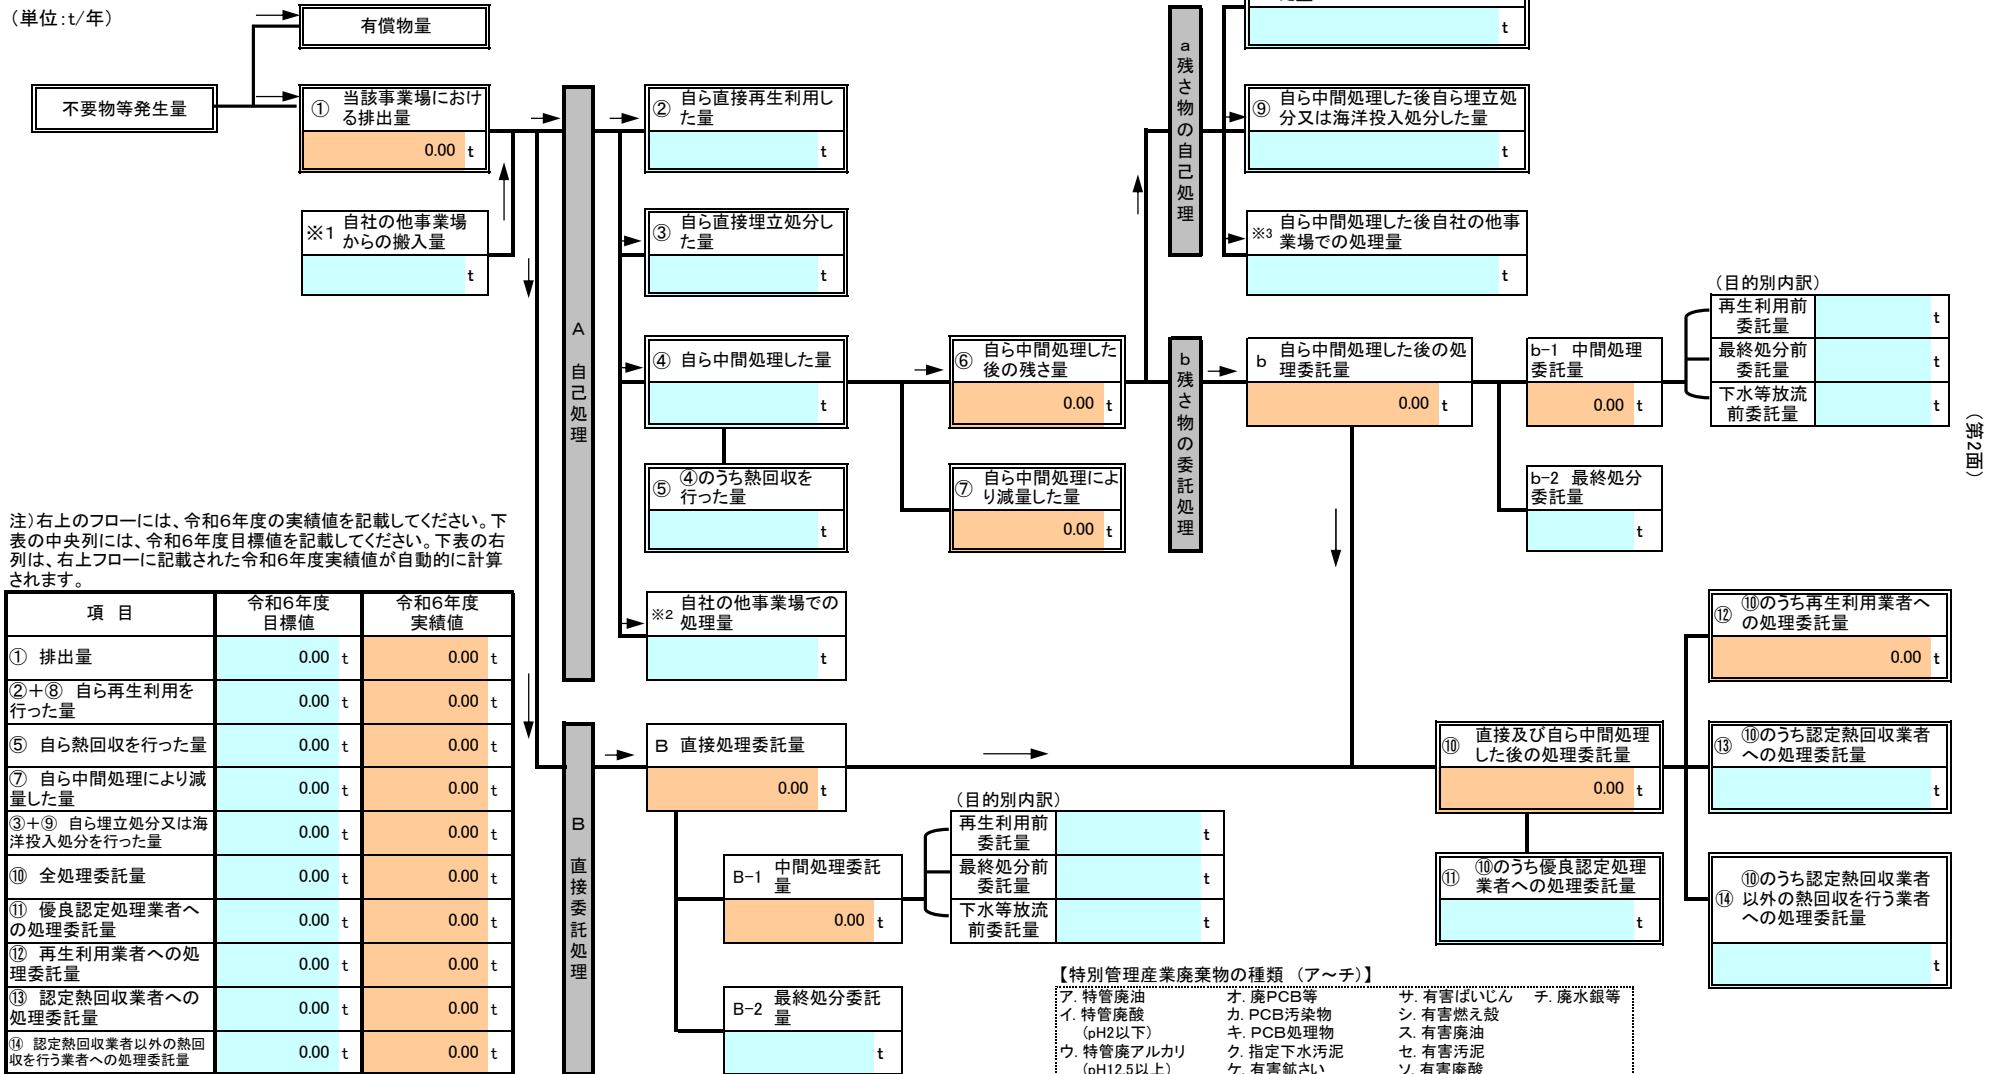 （単位：t/年）
有償物量
不要物等発生量
① 当該事業場におけ
る排出量
0.00 t
※1 自社の他事業場
からの搬入量
t
A 自己処理
② 自ら直接再生利用し
た量
t
③ 自ら直接埋立処分し
た量
t
④ 自ら中間処理した量
t
⑤ ④のうち熱回収を
行った量
t
※2 自社の他事業場での
処理量
t
⑥ 自ら中間処理した
後の残さ量
0.00 t
⑦ 自ら中間処理によ
り減量した量
0.00 t
a 残さ物の自己処理
t
⑨ 自ら中間処理した後自ら埋立処
分又は海洋投入処分した量
t
※3 自ら中間処理した後自社の他事
業場での処理量
t
b 残さ物の委託処理
b 自ら中間処理した後の処
理委託量
0.00 t
b-1 中間処理
委託量
0.00 t
（目的別内訳）
再生利用前
委託量
t
最終処分前
委託量
t
下水等放流
前委託量
t
b-2 最終処分
委託量
t
（第2面）
注）右上のフローには、令和6年度の実績値を記載してください。下
表の中央列には、令和6年度目標値を記載してください。下表の右
列は、右上フローに記載された令和6年度実績値が自動的に計算
されます。
項 目
令和6年度
目標値
令和6年度
実績値
① 排出量
0.00 t 0.00 t
②＋⑧ 自ら再生利用を
行った量
0.00 t 0.00 t
⑤ 自ら熱回収を行った量
0.00 t 0.00 t
⑦ 自ら中間処理により減
量した量
0.00 t 0.00 t
③＋⑨ 自ら埋立処分又は海
洋投入処分を行った量
0.00 t 0.00 t
⑩ 全処理委託量
0.00 t 0.00 t
⑪ 優良認定処理業者へ
の処理委託量
0.00 t 0.00 t
⑫ 再生利用業者への処
理委託量
0.00 t 0.00 t
⑬ 認定熱回収業者への
処理委託量
0.00 t 0.00 t
⑭ 認定熱回収業者以外の熱回
収を行う業者への処理委託量
0.00 t 0.00 t
B 直接委託処理
B 直接処理委託量
0.00 t
B-1 中間処理委託
量
0.00 t
（目的別内訳）
再生利用前
委託量
t
最終処分前
委託量
t
下水等放流
前委託量
t
B-2 最終処分委託
量
t
⑩ 直接及び自ら中間処理
した後の処理委託量
0.00 t
⑪ ⑩のうち優良認定処理
業者への処理委託量
t
⑫ ⑩のうち再生利用業者へ
の処理委託量
0.00 t
⑬ ⑩のうち認定熱回収業者
への処理委託量
t
⑭ ⑩のうち認定熱回収業者
以外の熱回収を行う業者
への処理委託量
t
【特別管理産業廃棄物の種類 （ア～チ）】
ア. 特管廃油 オ. 廃PCB等 サ. 有害ばいじん チ. 廃水銀等
イ. 特管廃酸 カ. PCB汚染物 シ. 有害燃え殻
（pH2以下） キ. PCB処理物 ス. 有害廃油
ウ. 特管廃アルカリ ク. 指定下水汚泥 セ. 有害汚泥
（pH12.5以上） ケ. 有害鉱さい ソ. 有害廃酸